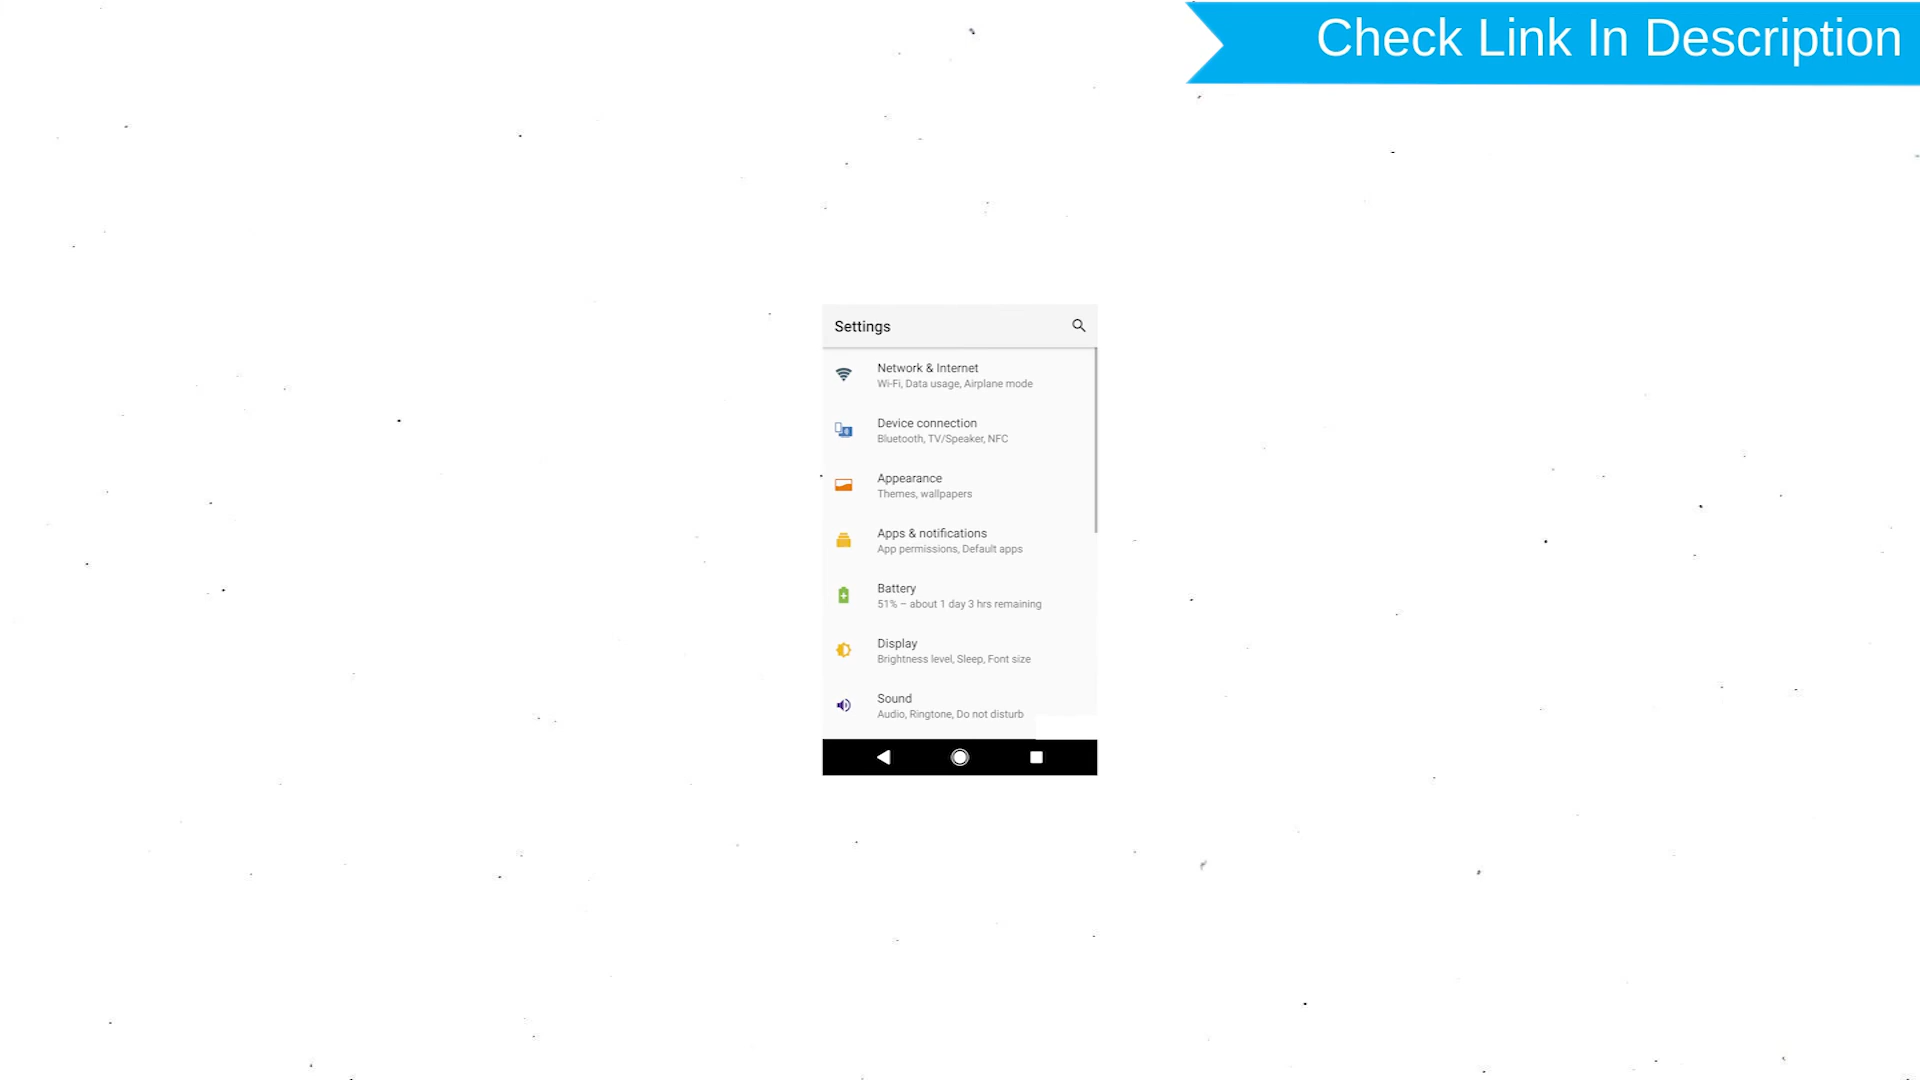 Check Link In Description
Settings
Network & Internet
Wi-Fi, Data usage, Airplane mode
Device connection
Bluetooth, TV/Speaker, NFC
Appearance
Themes, wallpapers
Apps & notifications
App permissions, Default apps
Battery
51% – about 1 day 3 hrs remaining
Display
Brightness level, Sleep, Font size
Sound
Audio, Ringtone, Do not disturb